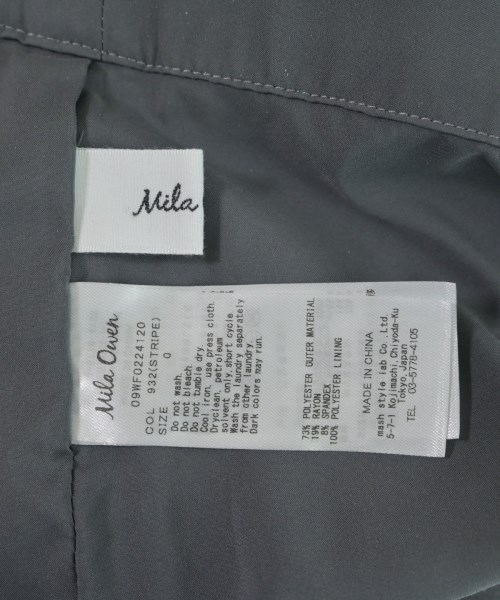 Mila
Mila Owen
09WF0224120
COL 932(STRIPE)
SIZE 0
Do not wash.
Do not bleach.
Do not tumble dry.
Cool iron, use press cloth.
Dryclean, petroleum
solvent only,short cycle.
Wash the laundry separately
from other laundry.
Dark colors may run.
73% POLYESTER OUTER MATERIAL
19% RAYON
8% SPANDEX
100% POLYESTER LINING
MADE IN CHINA
mash style lab Co., Ltd.
5-7-1 Kojimachi, Chiyoda-Ku
Tokyo Japan
TEL 03-5778-4105